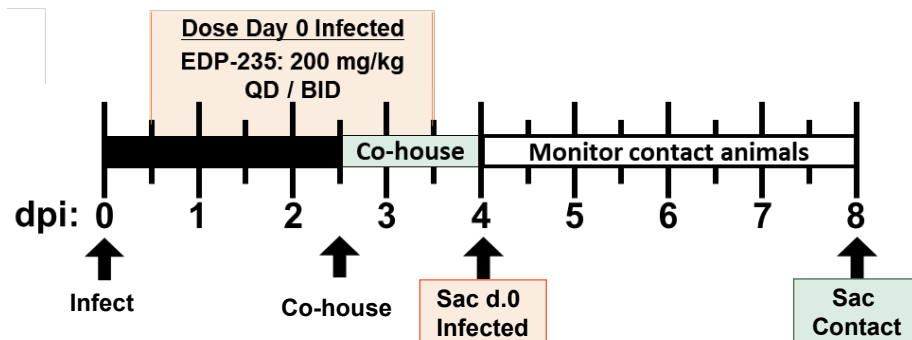 Dose Day 0 Infected
EDP-235: 200 mg/kg
QD / BID
Co-house
Monitor contact animals
dpi: 0 1 2 3 4 5 6 7 8
Infect
Co-house
Sac d.0
Infected
Sac
Contact